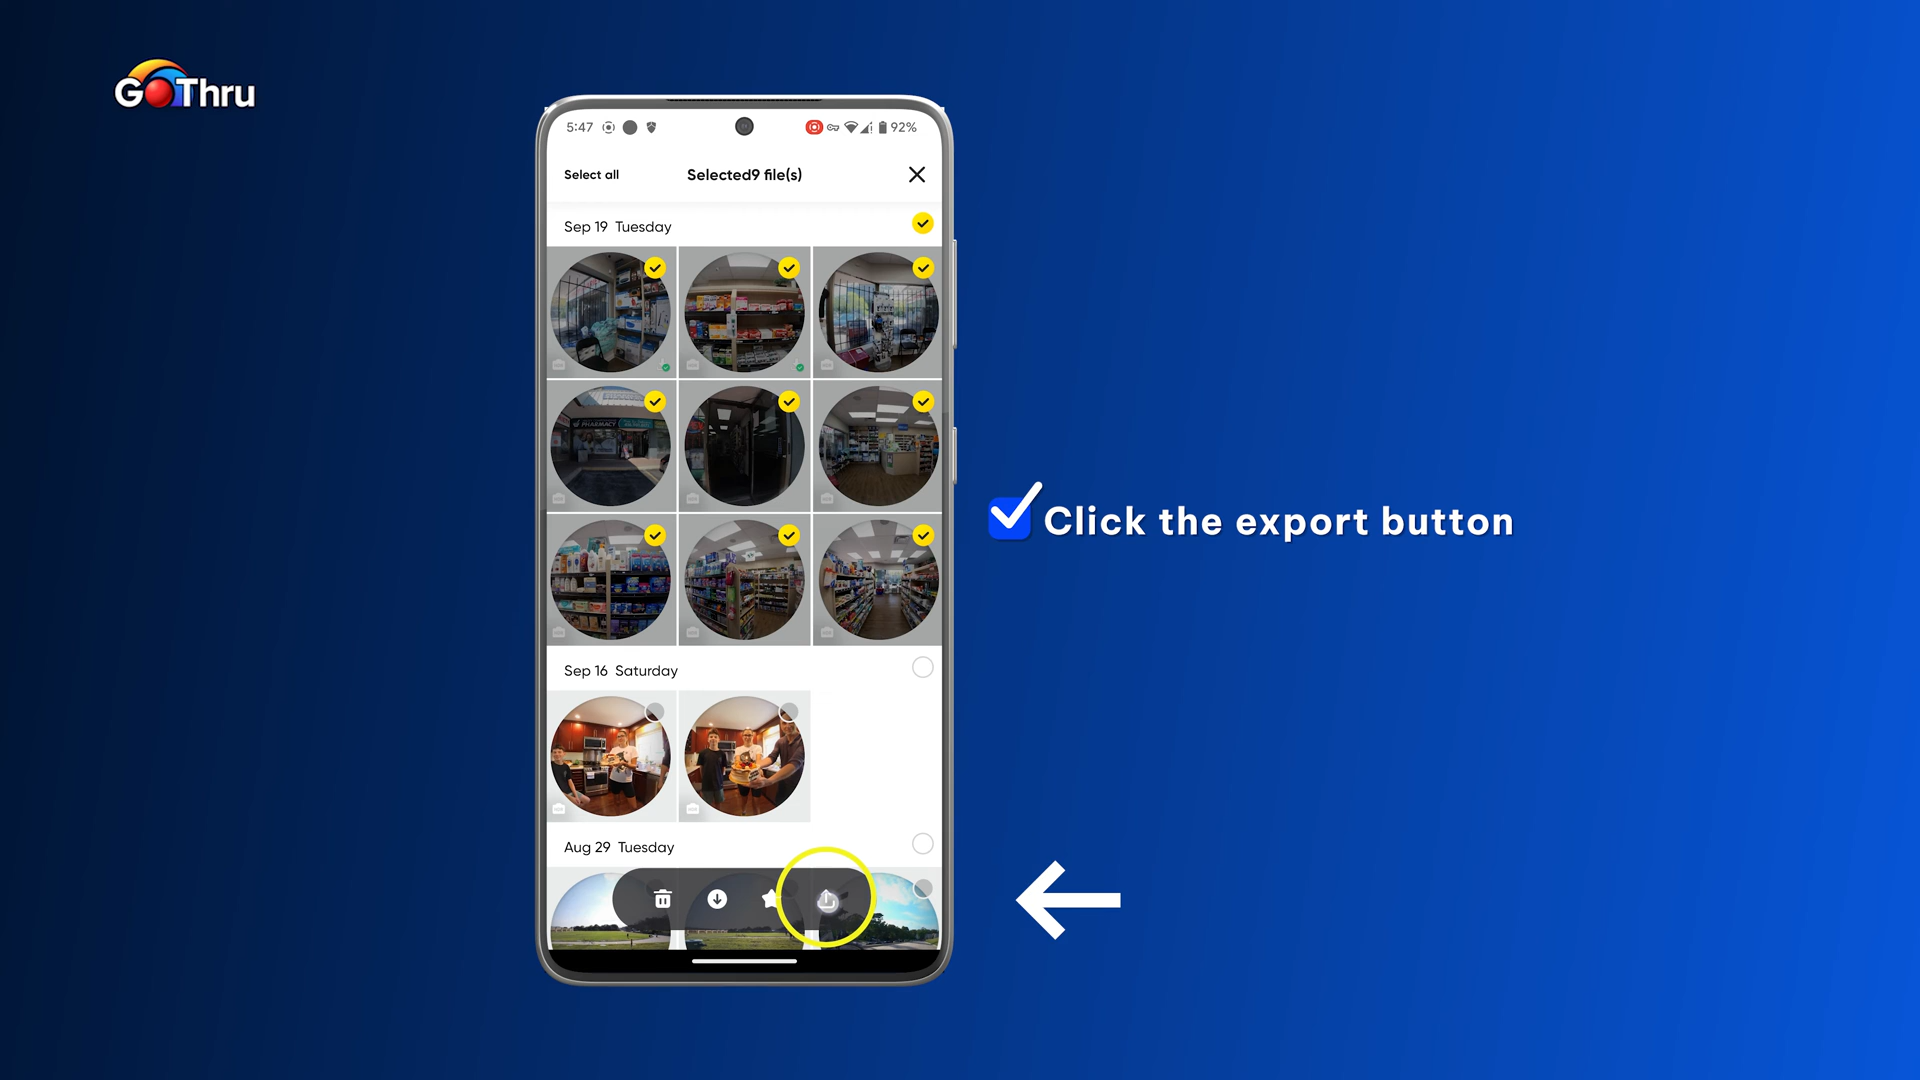 GoThru
5:47
92%
Select all
Selected9 file(s)
Sep 19 Tuesday
PHARMACY
Sep 16 Saturday
Aug 29 Tuesday
Click the export button